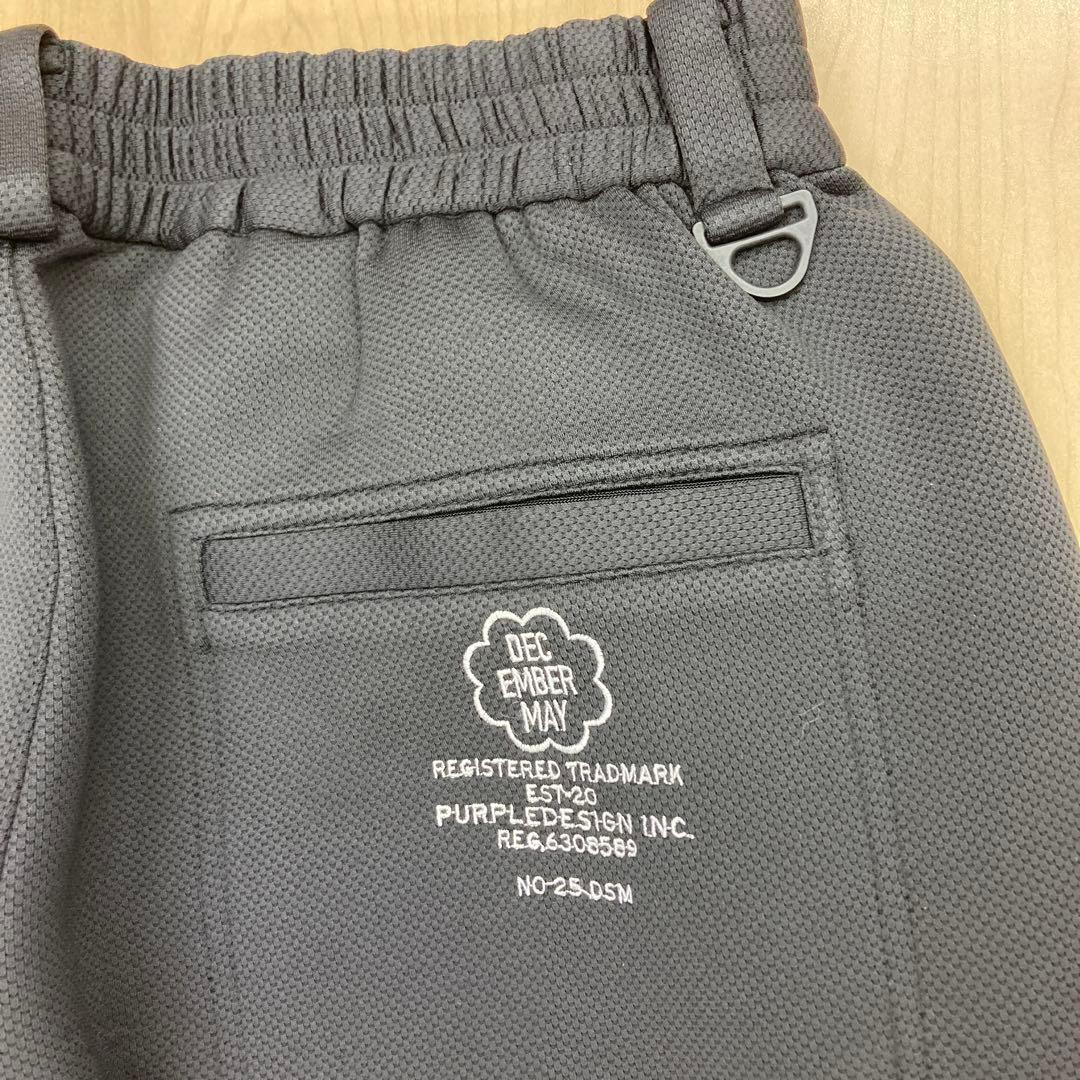 DEC
EMBER
MAY
REGISTERED TRADMARK
EST-20
PURPLEDESIGN INC.
REG,6308589
NO-25-DSM